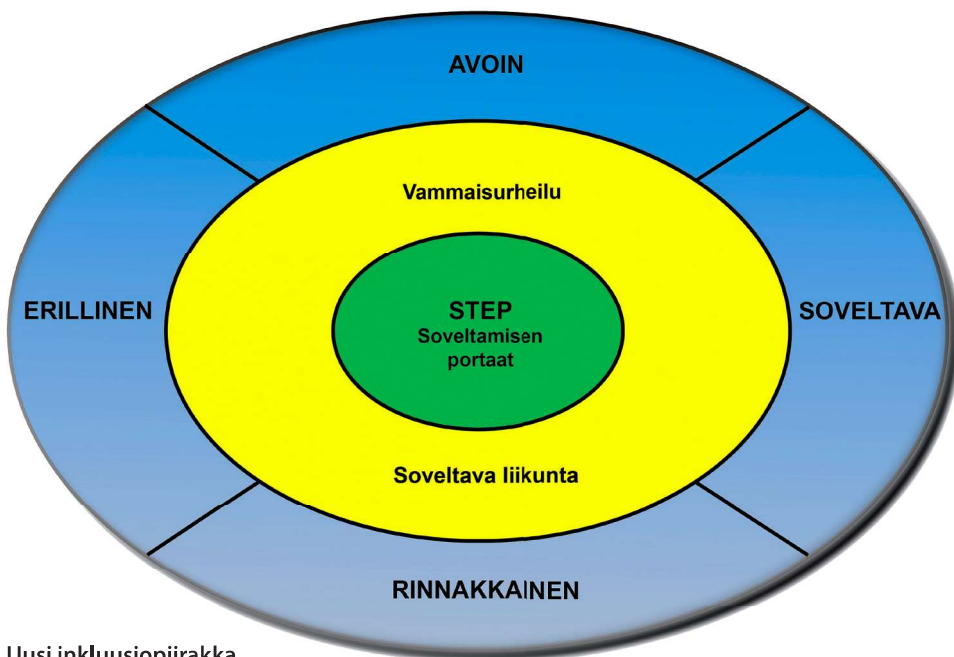 AVOIN
Vammaisurheilu
ERILLINEN
STEP
Soveltamisen
portaat
SOVELTAVA
Soveltava liikunta
RINNAKKAINEN
Uusi inkluusiopiirakka